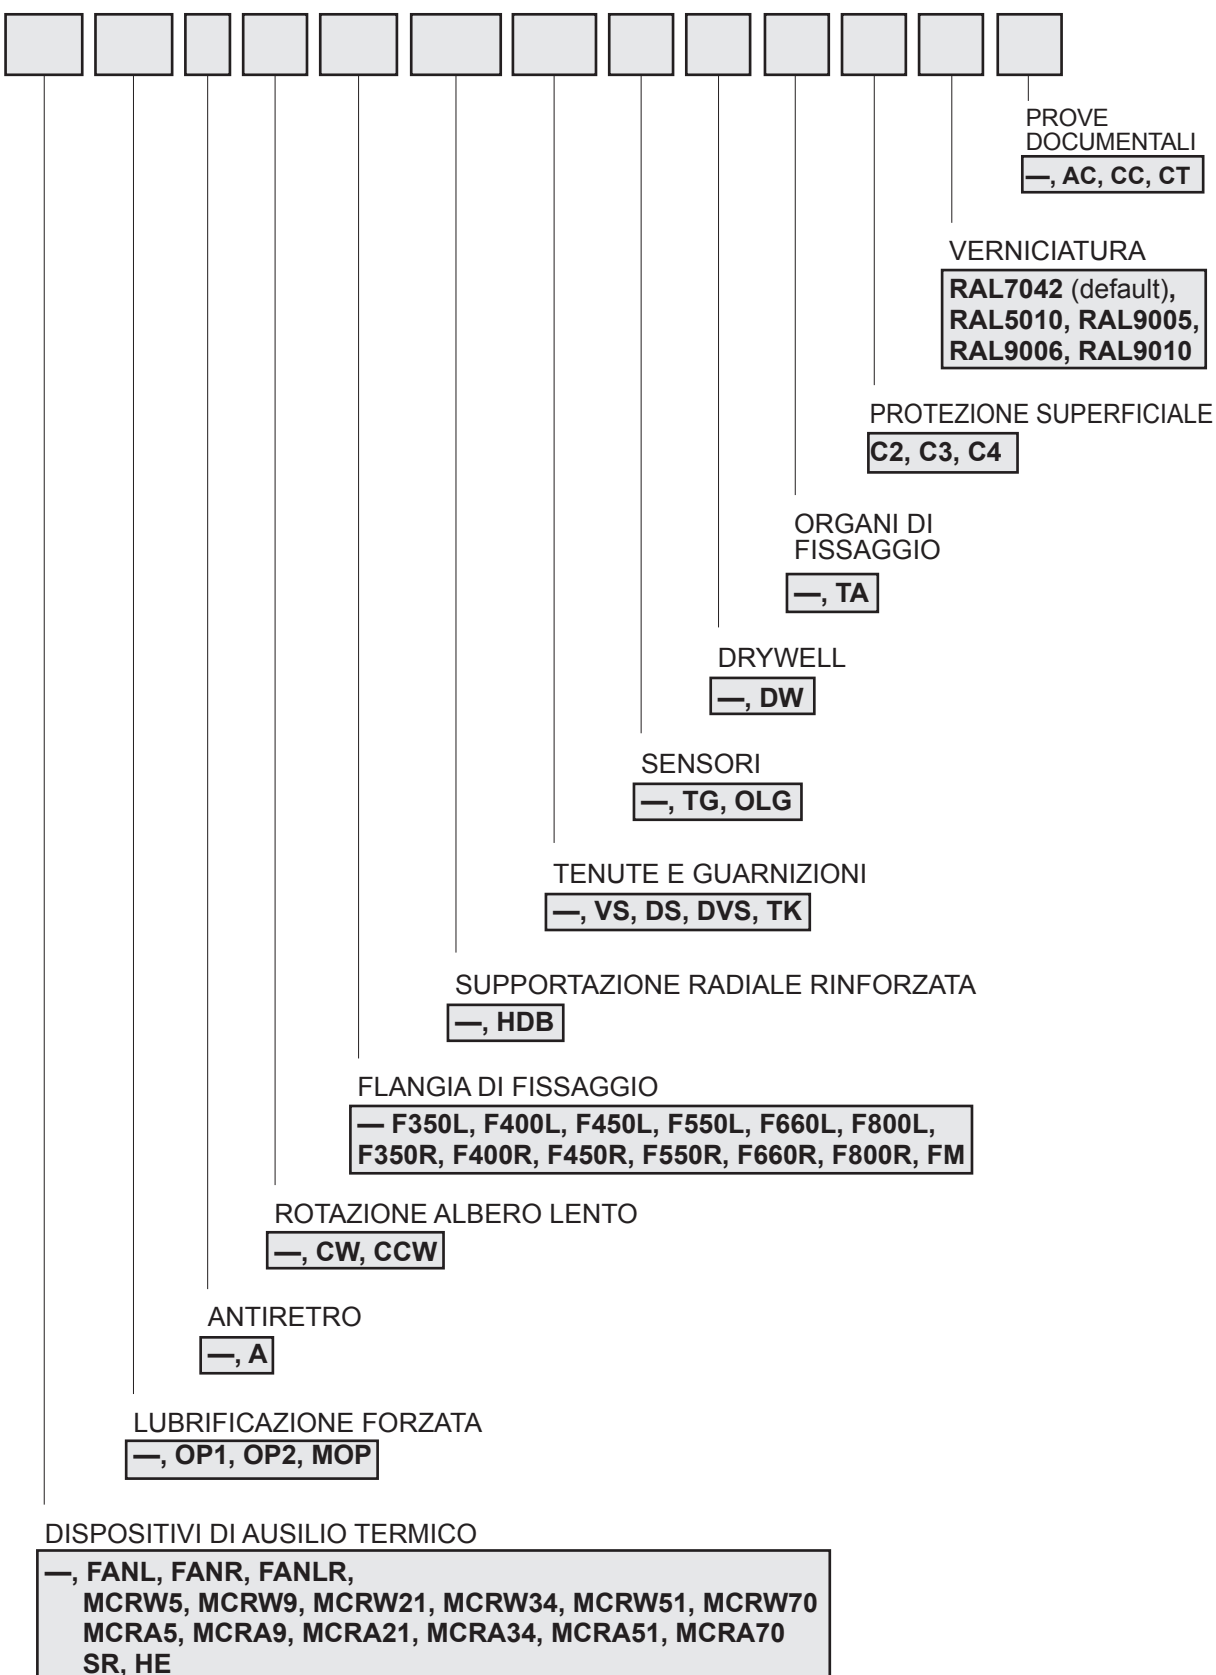 PROVE
DOCUMENTALI
—, AC, CC, CT
VERNICIATURA
RAL7042 (default),
RAL5010, RAL9005,
RAL9006, RAL9010
PROTEZIONE SUPERFICIALE
C2, C3, C4
ORGANI DI
FISSAGGIO
—, TA
DRYWELL
—, DW
SENSORI
—, TG, OLG
TENUTE E GUARNIZIONI
—, VS, DS, DVS, TK
SUPPORTAZIONE RADIALE RINFORZATA
—, HDB
FLANGIA DI FISSAGGIO
— F350L, F400L, F450L, F550L, F660L, F800L,
F350R, F400R, F450R, F550R, F660R, F800R, FM
ROTAZIONE ALBERO LENTO
—, CW, CCW
ANTIRETRO
—, A
LUBRIFICAZIONE FORZATA
—, OP1, OP2, MOP
DISPOSITIVI DI AUSILIO TERMICO
—, FANL, FANR, FANLR,
MCRW5, MCRW9, MCRW21, MCRW34, MCRW51, MCRW70
MCRA5, MCRA9, MCRA21, MCRA34, MCRA51, MCRA70
SR, HE